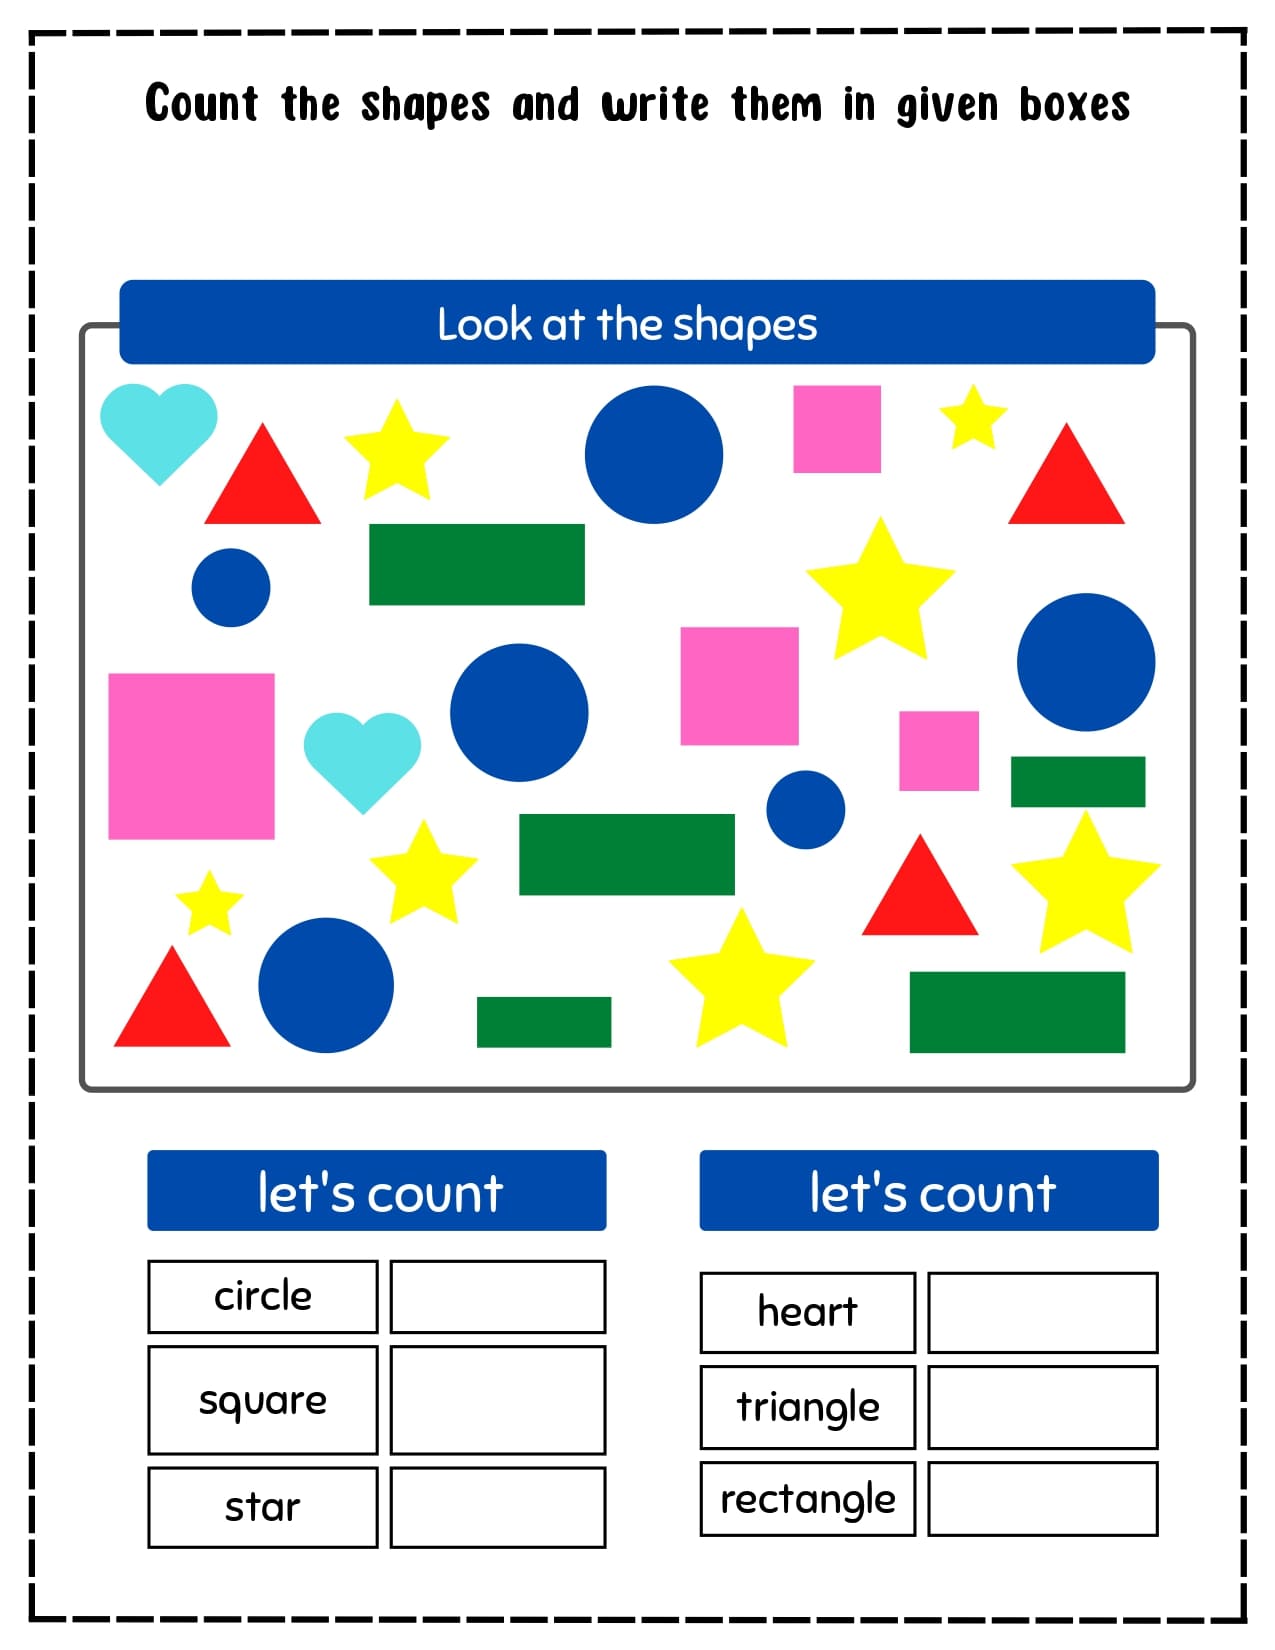 Count the shapes and write them in given boxes
Look at the shapes
let's count
circle
square
star
let's count
heart
triangle
rectangle